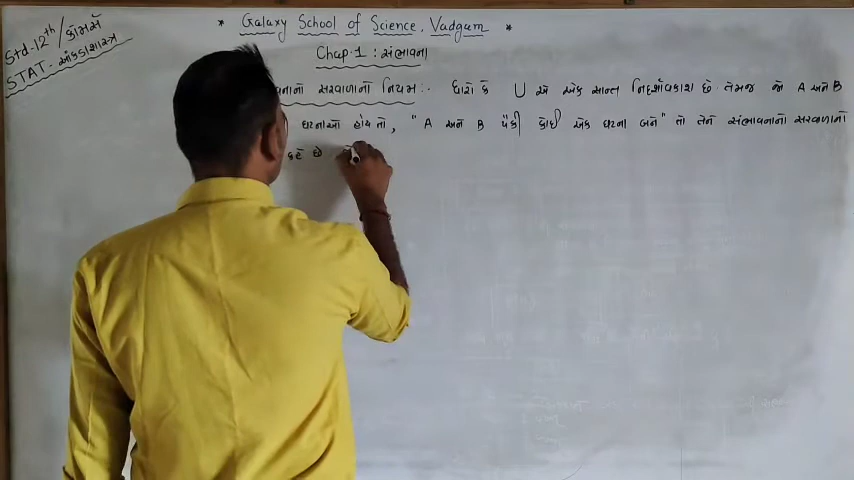 * Galaxy School of Science, Vadgam *
Std-12th / કોમર્સ
STAT - આંકડાશાસ્ત્ર
Chap-1 : સંભાવના
સરવાળાનો નિયમ :- ધારો કે U એ એક સાન્ત નિદર્શાવકાશ છે તેમજ જો A અને B
ઘટનાઓ હોય તો, "A અને B પૈકી કોઈ એક ઘટના બને" તો તેને સંભાવનાનો સરવાળાનો
કહે છે